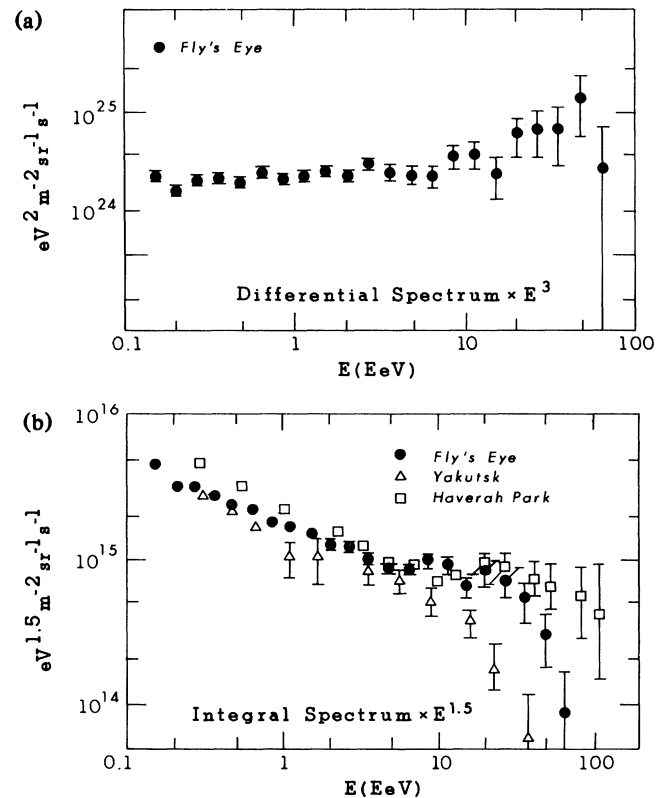 (a)
Fly's Eye
10^25
10^24
eV^2 m^-2 sr^-1 s^-1
Differential Spectrum × E^3
0.1 1 10 100
E(EeV)
(b)
10^16
Fly's Eye
Yakutsk
Haverah Park
10^15
eV^1.5 m^-2 sr^-1 s^-1
10^14
Integral Spectrum × E^1.5
0.1 1 10 100
E(EeV)